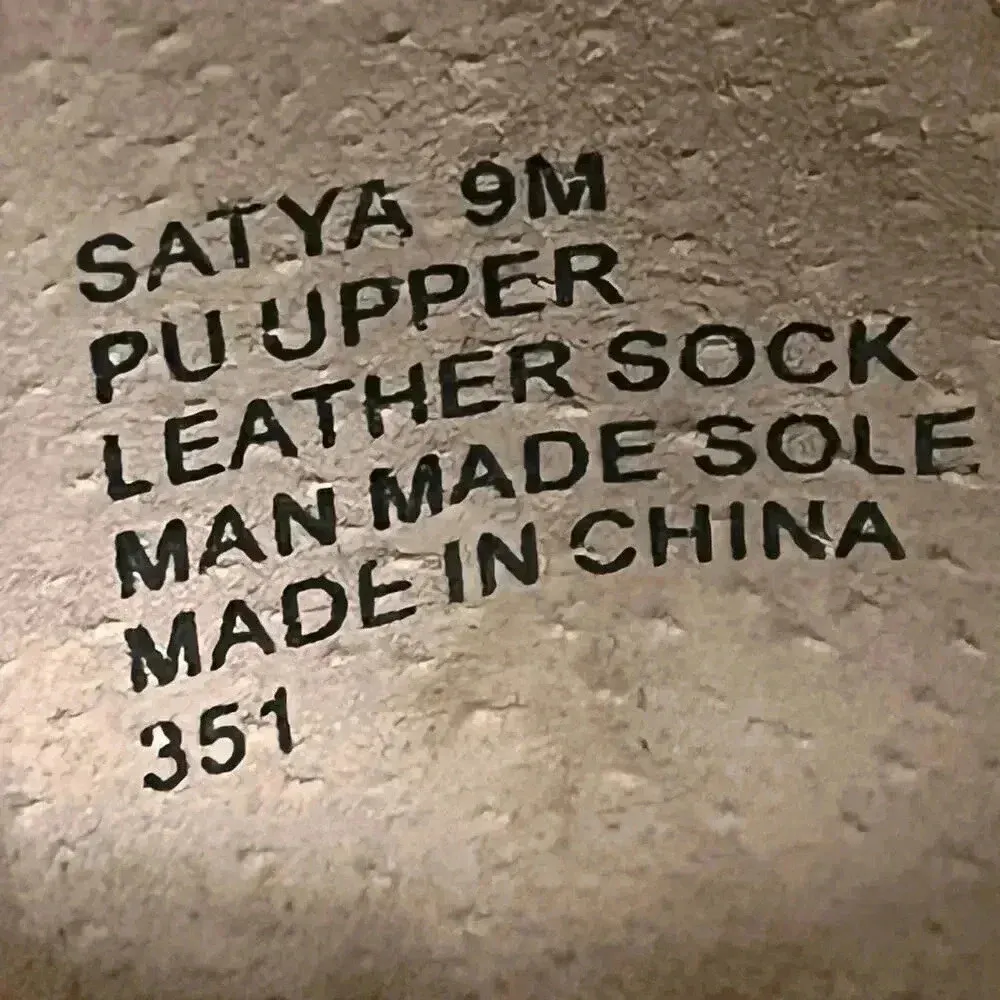 SATYA 9M
PU UPPER
LEATHER SOCK
MAN MADE SOLE
MADE IN CHINA
351